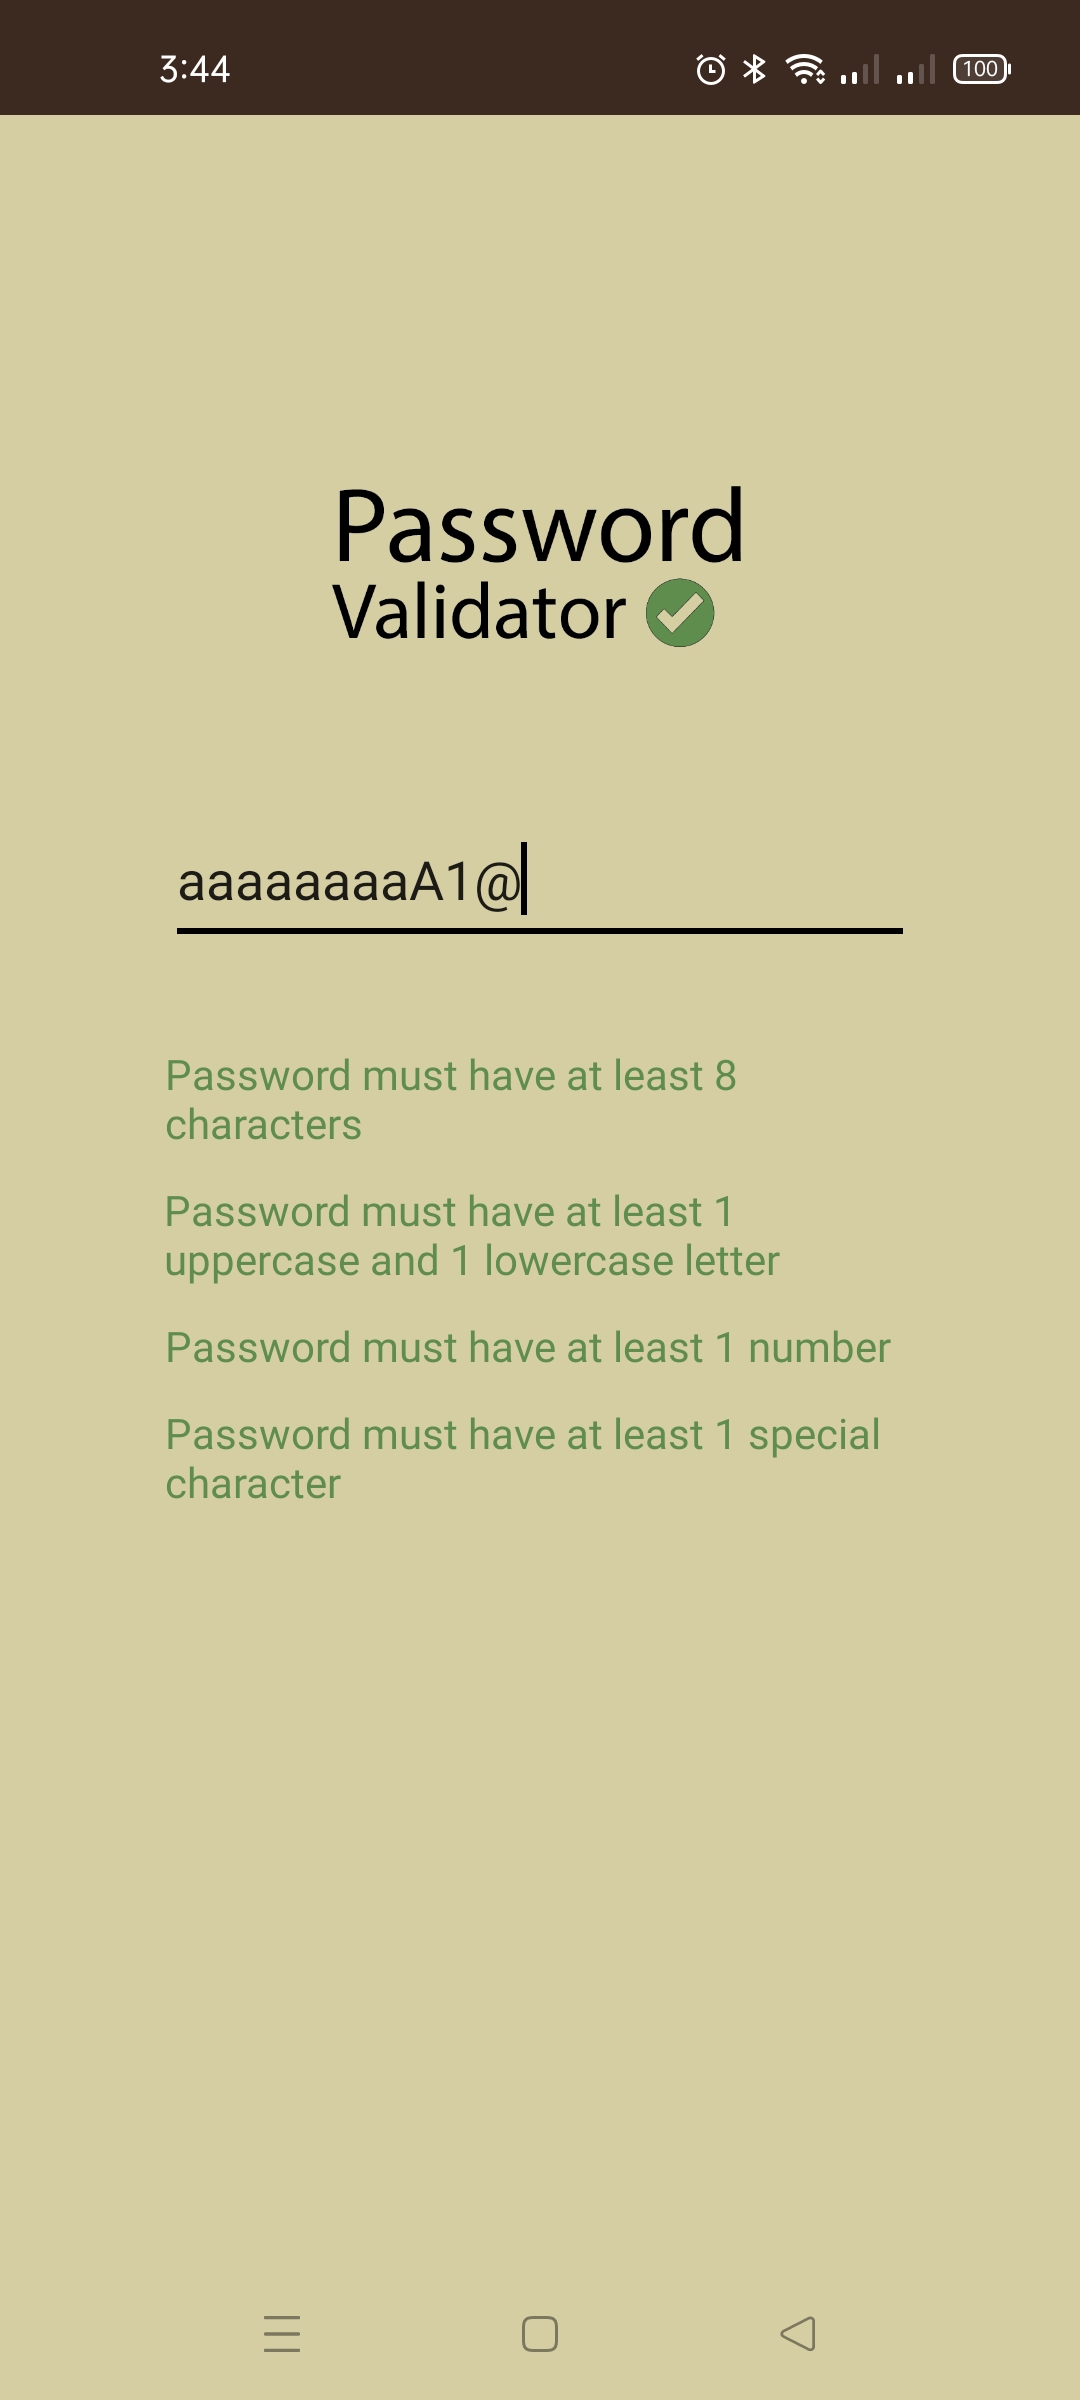 3:44
100
Password
Validator
aaaaaaaaA1@
Password must have at least 8
characters
Password must have at least 1
uppercase and 1 lowercase letter
Password must have at least 1 number
Password must have at least 1 special
character